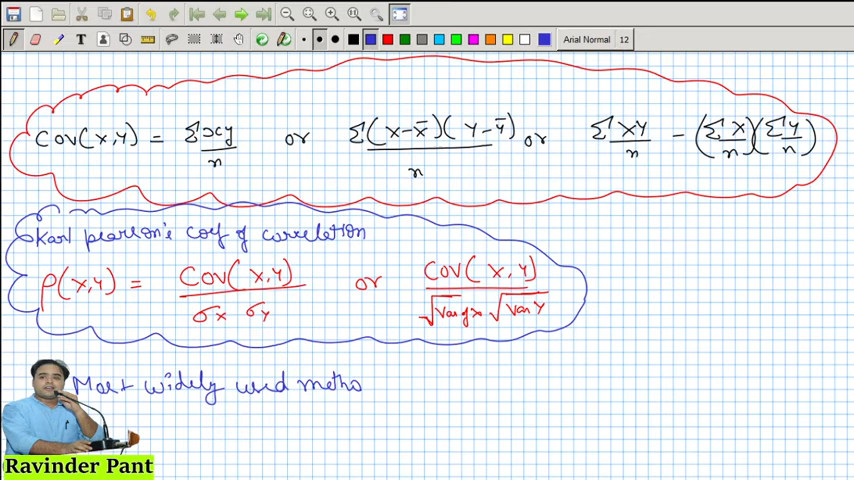 Arial Normal 12
COV(X,Y) = Σxy/n or Σ(X-X̄)(Y-Ȳ)/n or ΣXY/n - (ΣX/n)(ΣY/n)
Karl pearson's coef of correlation
ρ(X,Y) = COV(X,Y)/σx σy or COV(X,Y)/√Var of x √Var Y
Most widely used metho
Ravinder Pant